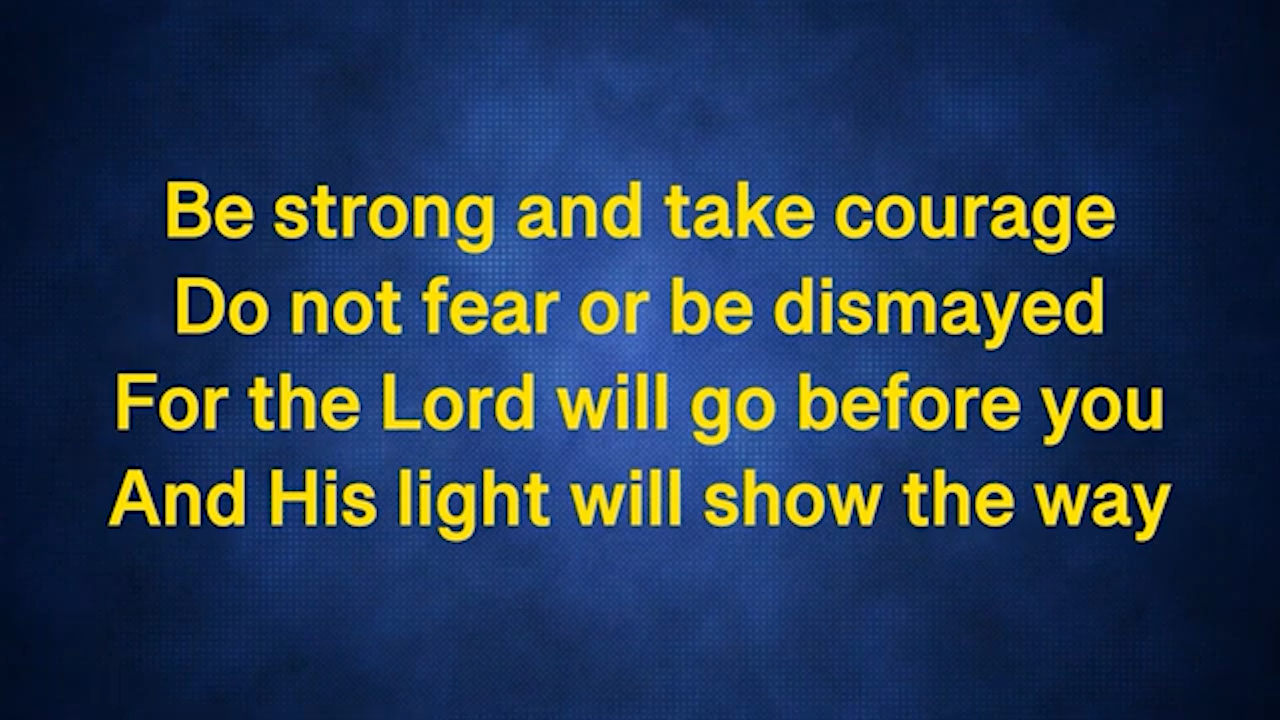 Be strong and take courage
Do not fear or be dismayed
For the Lord will go before you
And His light will show the way